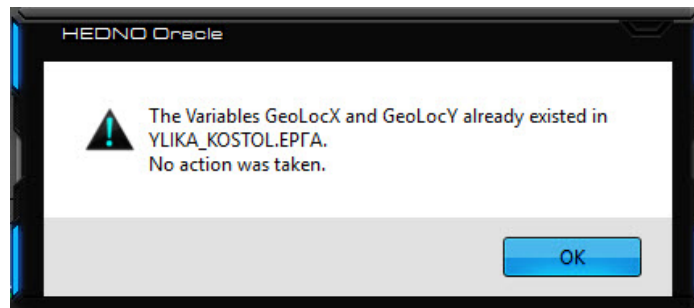 HEDNO Oracle
The Variables GeoLocX and GeoLocY already existed in
YLIKA_KOSTOL.ΕΡΓΑ.
No action was taken.
OK